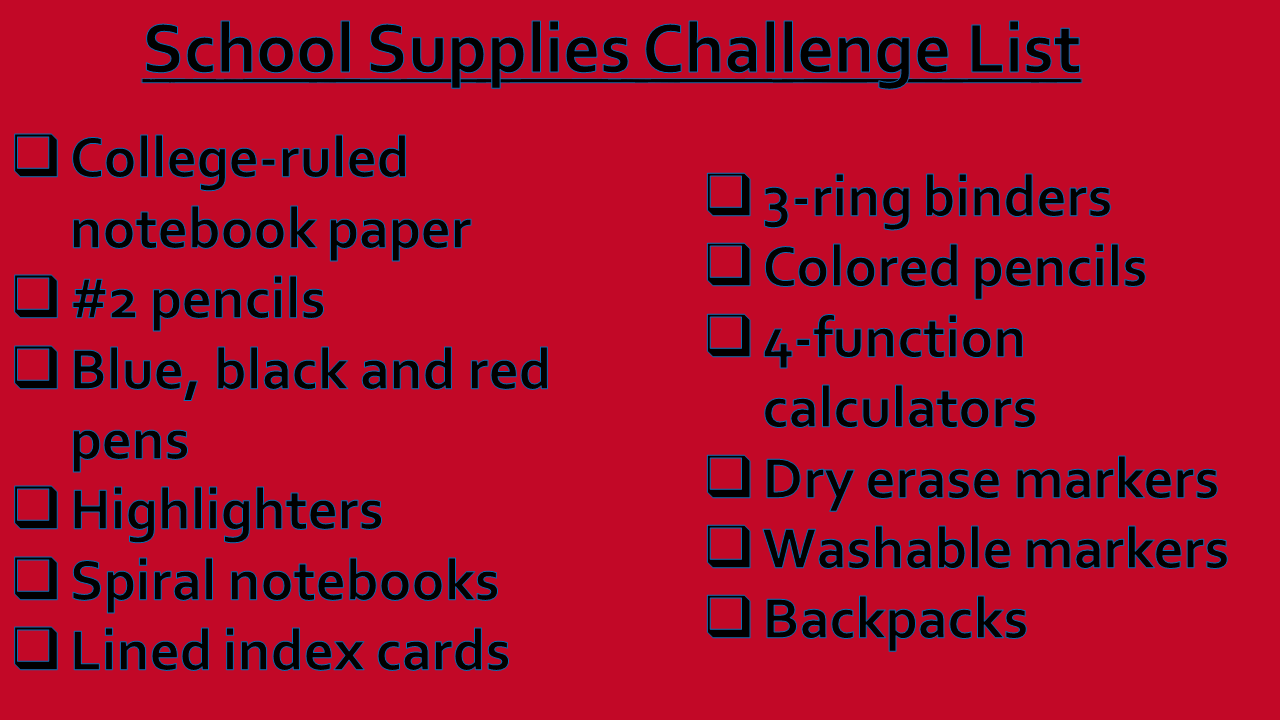 School Supplies Challenge List
College-ruled
notebook paper
#2 pencils
Blue, black and red
pens
Highlighters
Spiral notebooks
Lined index cards
3-ring binders
Colored pencils
4-function
calculators
Dry erase markers
Washable markers
Backpacks